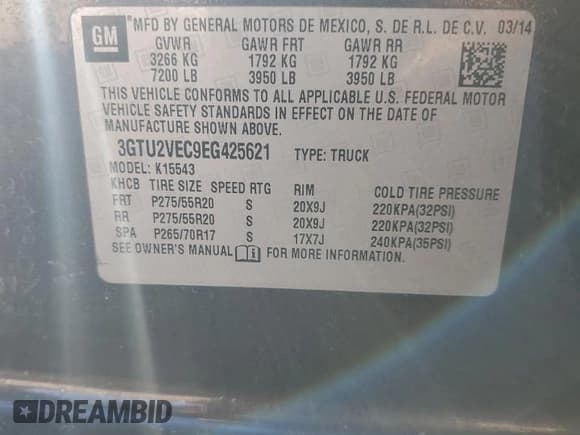 GM
MFD BY GENERAL MOTORS DE MEXICO, S. DE R.L. DE C.V. 03/14
GVWR GAWR FRT GAWR RR
3266 KG 1792 KG 1792 KG
7200 LB 3950 LB 3950 LB
THIS VEHICLE CONFORMS TO ALL APPLICABLE U.S. FEDERAL MOTOR
VEHICLE SAFETY STANDARDS IN EFFECT ON THE DATE OF
MANUFACTURE SHOWN ABOVE.
3GTU2VEC9EG425621 TYPE: TRUCK
MODEL: K15543
KHCB TIRE SIZE SPEED RTG RIM COLD TIRE PRESSURE
FRT P275/55R20 S 20X9J 220KPA(32PSI)
RR P275/55R20 S 20X9J 220KPA(32PSI)
SPA P265/70R17 S 17X7J 240KPA(35PSI)
SEE OWNER'S MANUAL FOR MORE INFORMATION.
DREAMBID